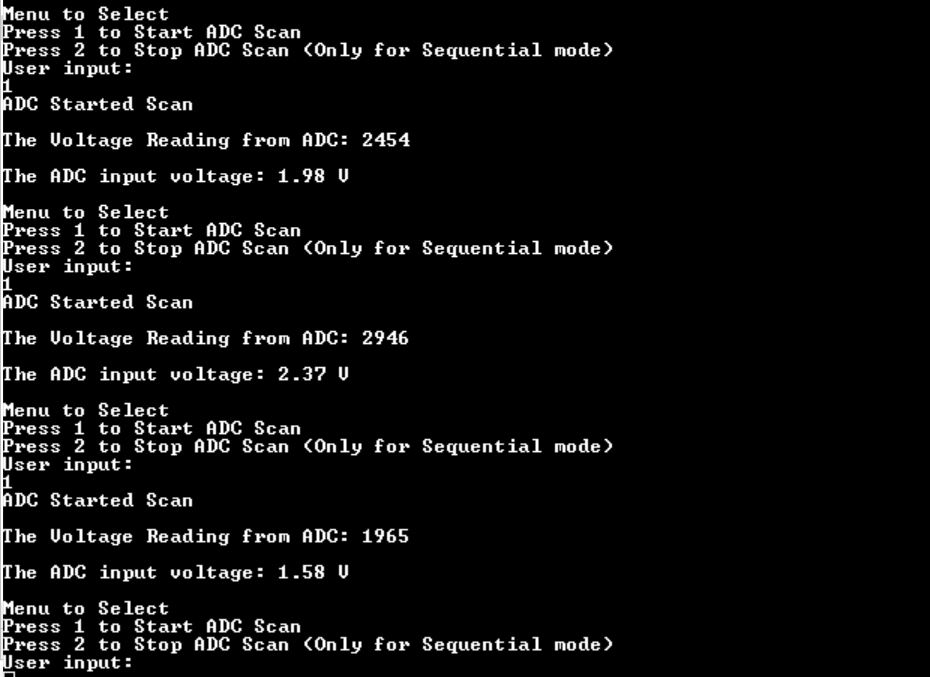 Menu to Select
Press 1 to Start ADC Scan
Press 2 to Stop ADC Scan (Only for Sequential mode)
User input:
1
ADC Started Scan
The Voltage Reading from ADC: 2454
The ADC input voltage: 1.98 V
Menu to Select
Press 1 to Start ADC Scan
Press 2 to Stop ADC Scan (Only for Sequential mode)
User input:
1
ADC Started Scan
The Voltage Reading from ADC: 2946
The ADC input voltage: 2.37 V
Menu to Select
Press 1 to Start ADC Scan
Press 2 to Stop ADC Scan (Only for Sequential mode)
User input:
1
ADC Started Scan
The Voltage Reading from ADC: 1965
The ADC input voltage: 1.58 V
Menu to Select
Press 1 to Start ADC Scan
Press 2 to Stop ADC Scan (Only for Sequential mode)
User input: